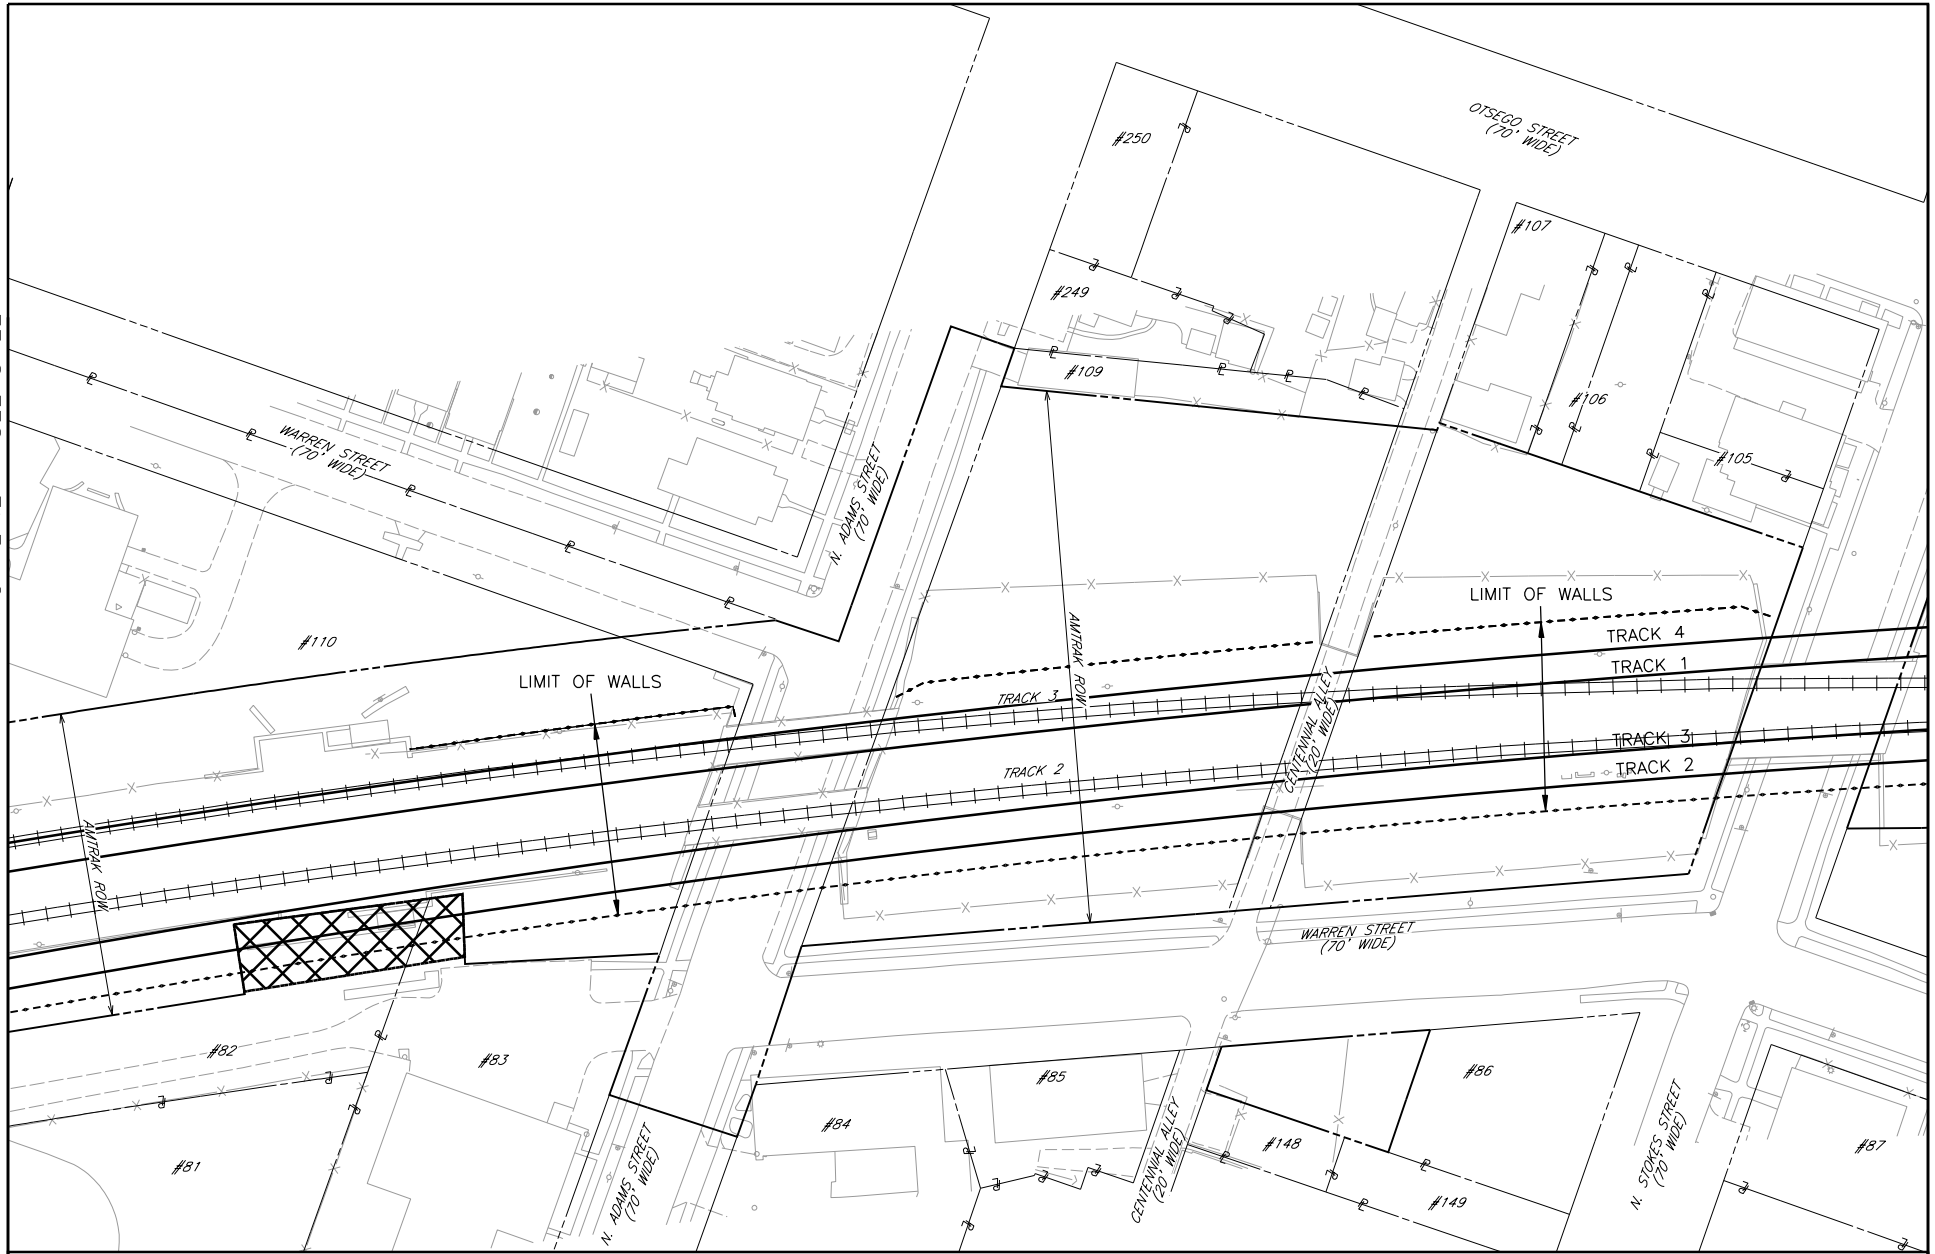 OTSEGO STREET
(70' WIDE)
#250
#107
#249
#109
#106
#105
WARREN STREET
(70' WIDE)
N. ADAMS STREET
(70' WIDE)
LIMIT OF WALLS
TRACK 4
TRACK 1
#110
AMTRAK ROW
LIMIT OF WALLS
TRACK 3
CENTENNIAL ALLEY
(20' WIDE)
TRACK 3
TRACK 2
TRACK 2
AMTRAK ROW
WARREN STREET
(70' WIDE)
#82
#83
#85
#86
#84
#81
#148
#149
#87
N. ADAMS STREET
(70' WIDE)
CENTENNIAL ALLEY
(20' WIDE)
N. STOKES STREET
(70' WIDE)